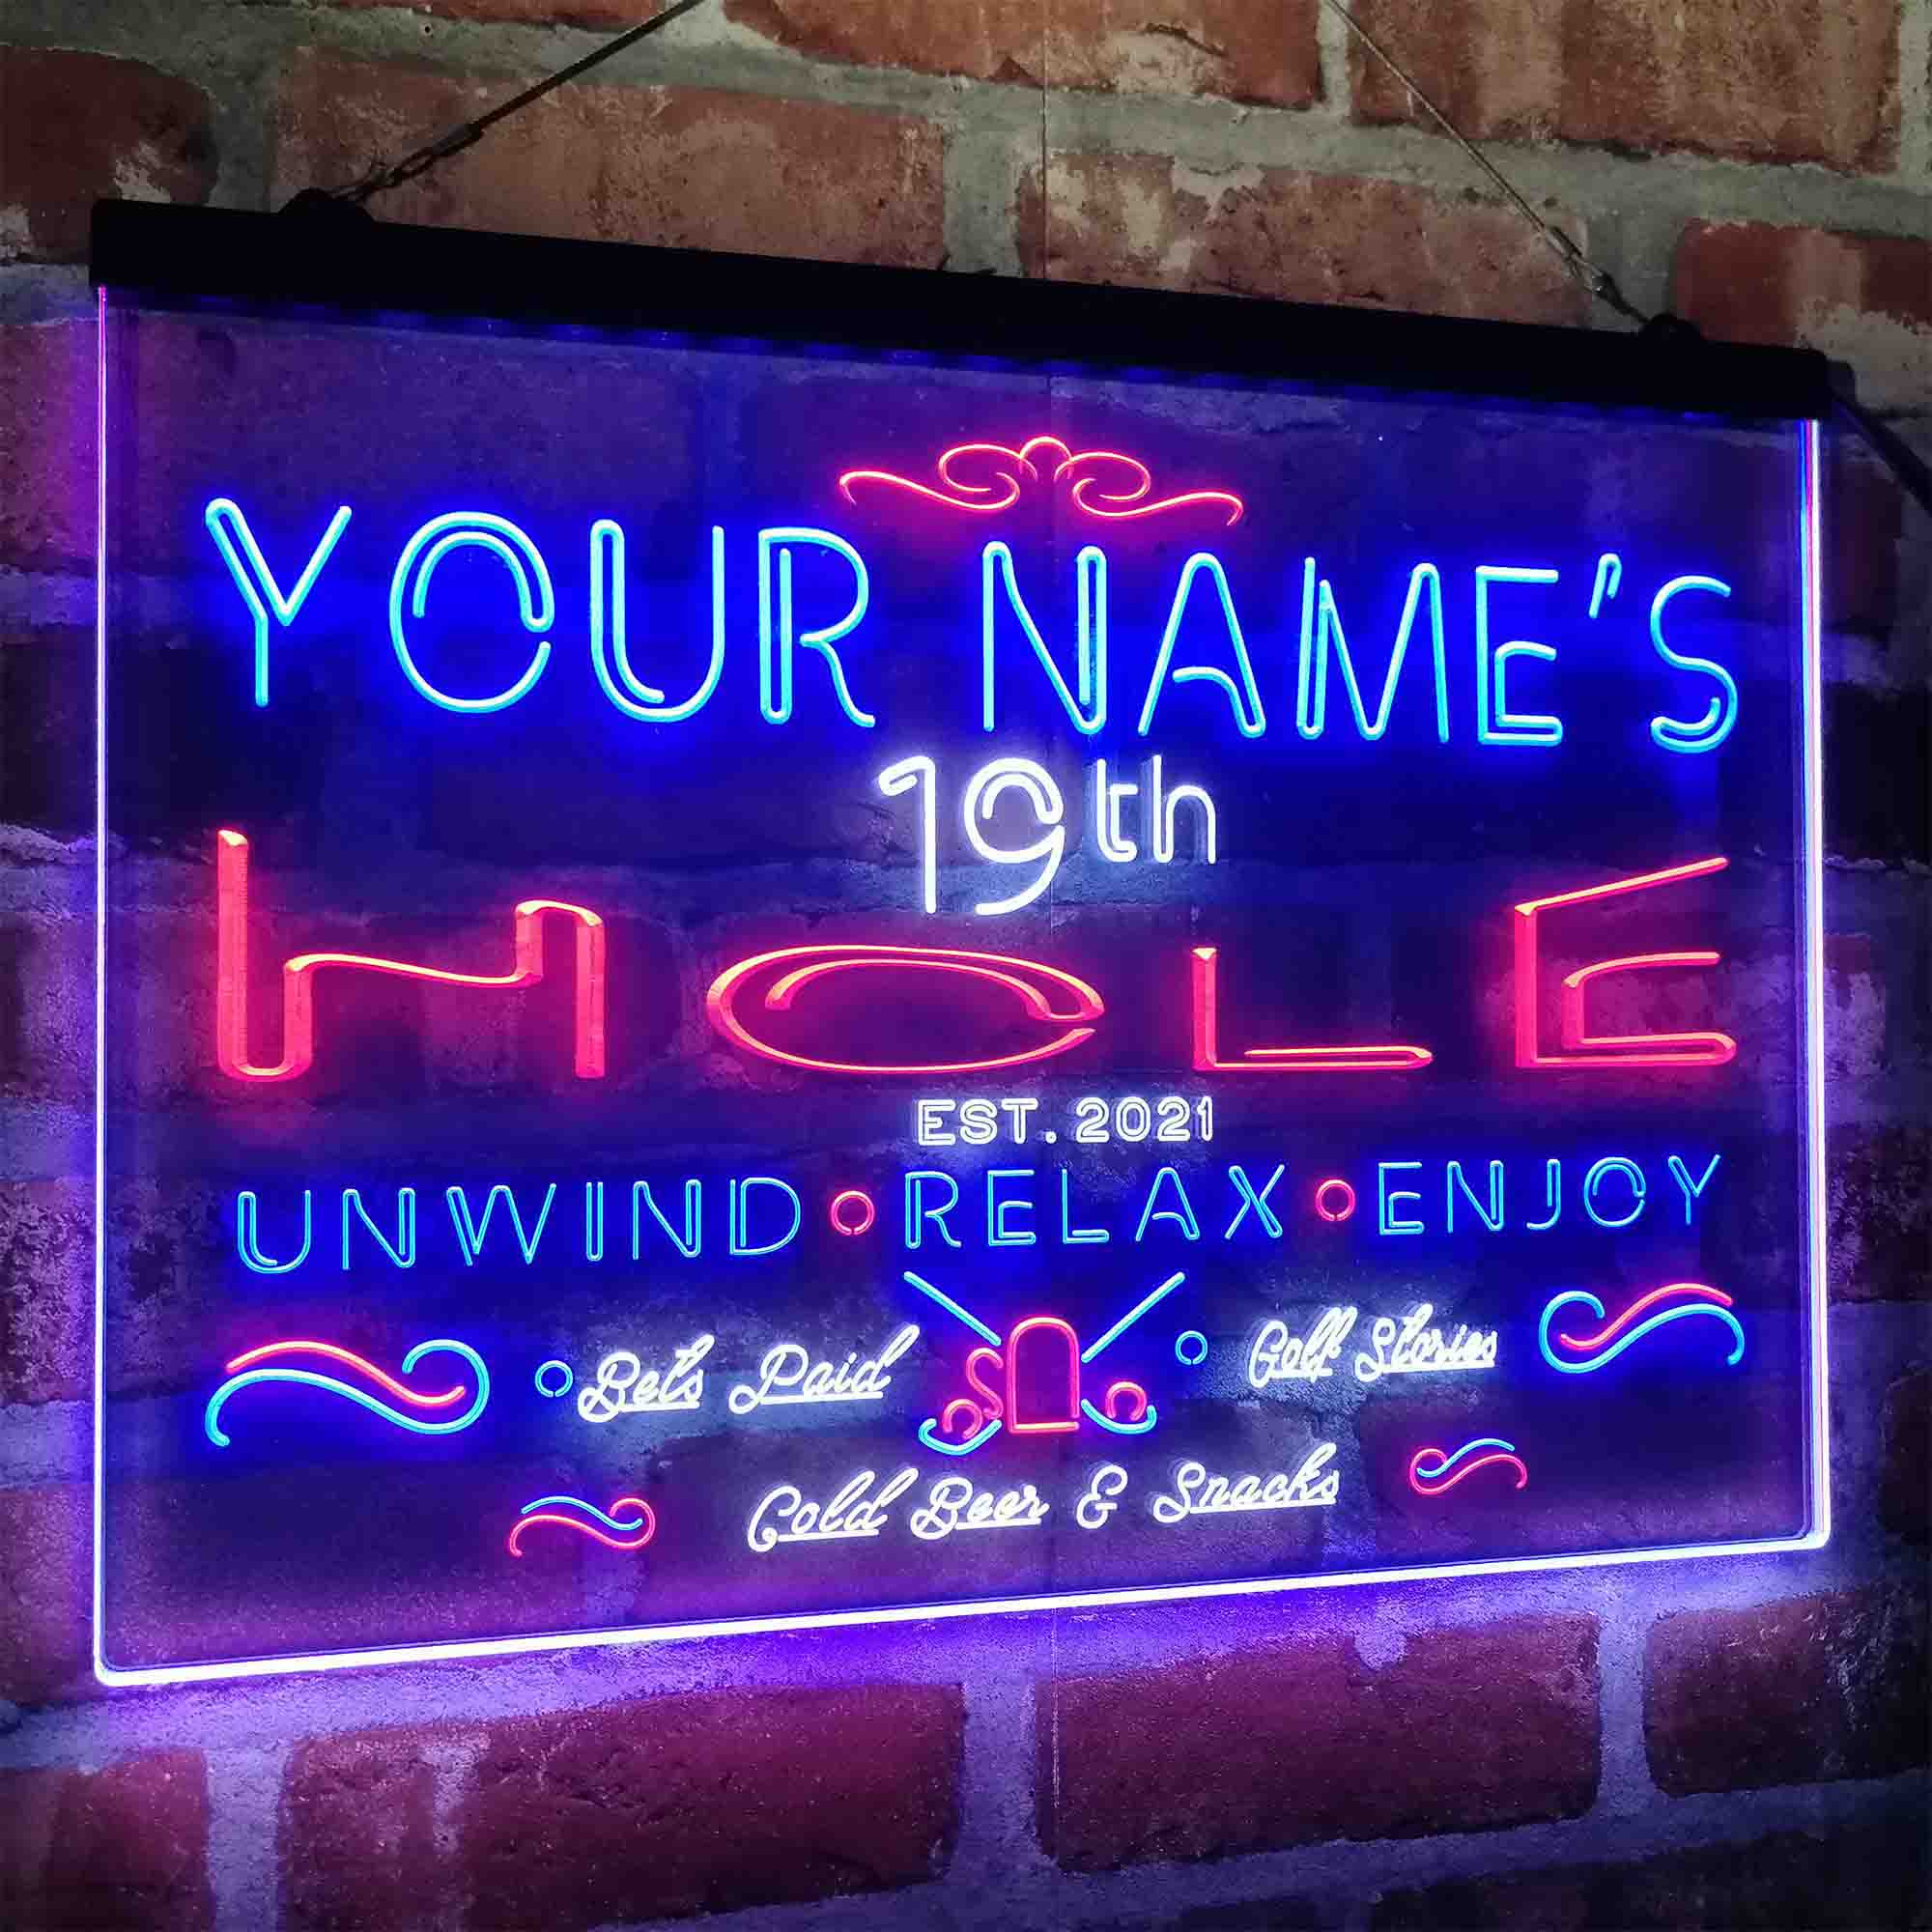 YOUR NAME'S
19th
HOLE
EST. 2021
UNWIND • RELAX • ENJOY
Bets Paid Golf Stories
Cold Beer & Snacks